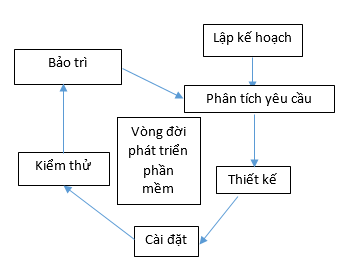 Lập kế hoạch
Bảo trì
Phân tích yêu cầu
Vòng đời
phát triển
phần
mềm
Kiểm thử
Thiết kế
Cài đặt